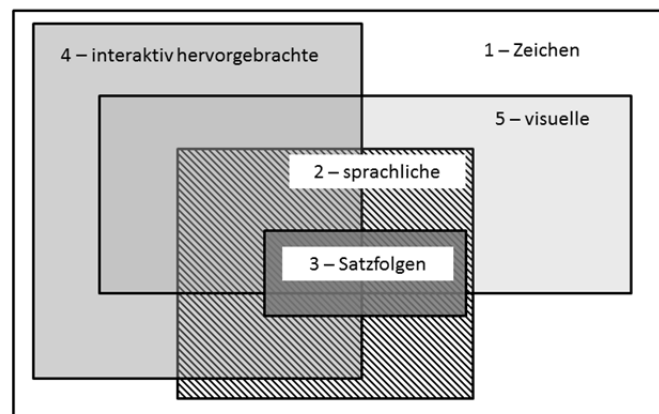 4 – interaktiv hervorgebrachte
1 – Zeichen
5 – visuelle
2 – sprachliche
3 – Satzfolgen